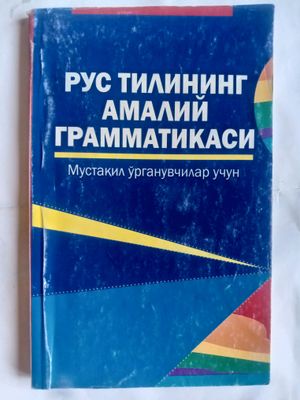 РУС ТИЛИНИНГ
АМАЛИЙ
ГРАММАТИКАСИ
Мустақил ўрганувчилар учун